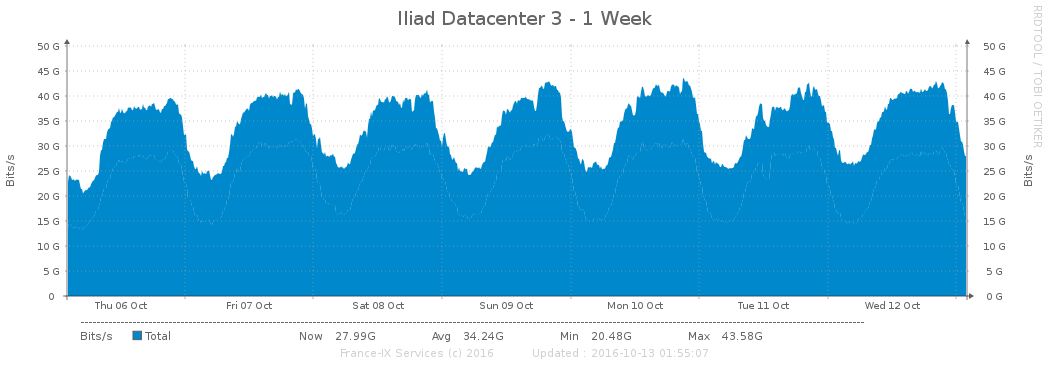 Iliad Datacenter 3 - 1 Week
RRDTOOL / TOBI OETIKER
Bits/s
50 G 50 G
45 G 45 G
40 G 40 G
35 G 35 G
30 G 30 G
25 G 25 G
20 G 20 G
15 G 15 G
10 G 10 G
5 G 5 G
0 0 G
Bits/s
Thu 06 Oct Fri 07 Oct Sat 08 Oct Sun 09 Oct Mon 10 Oct Tue 11 Oct Wed 12 Oct
Bits/s Total Now 27.99G Avg 34.24G Min 20.48G Max 43.58G
France-IX Services (c) 2016 Updated : 2016-10-13 01:55:07